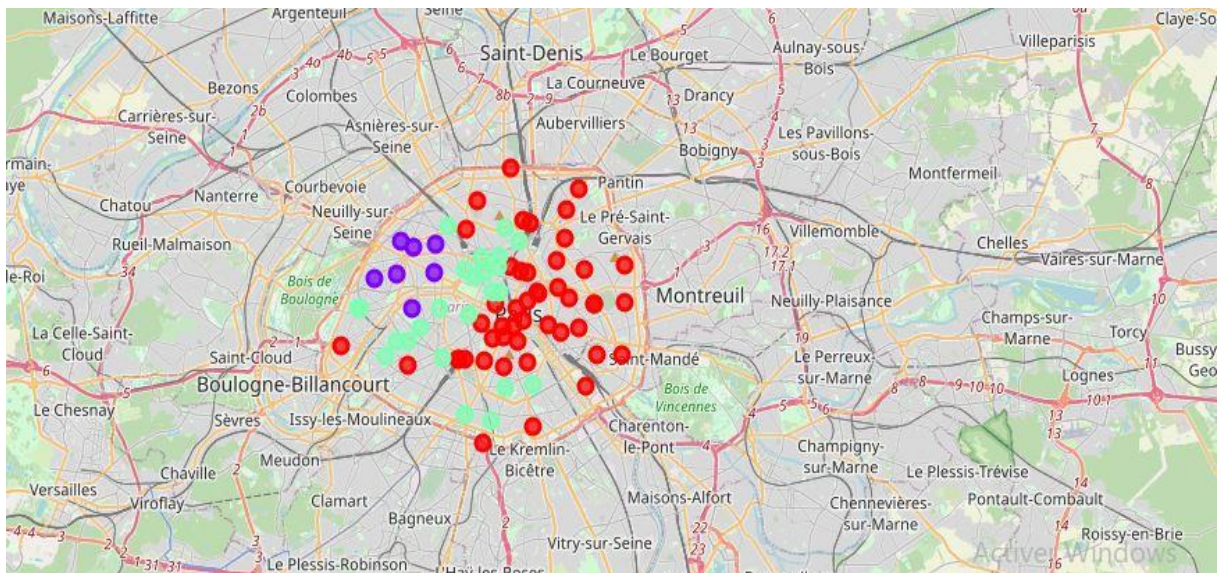 Maisons-Laffitte
Argenteuil
Seine
Saint-Denis
Le Bourget
Aulnay-sous-
Bois
Villeparisis
Claye-So
Bezons
Colombes
La Courneuve
Drancy
Carrières-sur-
Seine
Asnières-sur-
Seine
Aubervilliers
Les Pavillons-
sous-Bois
Bobigny
Montfermeil
Courbevoie
Pantin
Nanterre
Chatou
Neuilly-sur-
Seine
Le Pré-Saint-
Gervais
Villemomble
Rueil-Malmaison
Chelles
Vaires-sur-Marne
le-Roi
Bois de
Boulogne
Montreuil
Neuilly-Plaisance
La Celle-Saint-
Cloud
Champs-sur-
Marne
Torcy
Saint-Cloud
Saint-Mandé
Le Perreux-
sur-Marne
Bussy
Geo
Boulogne-Billancourt
Bois de
Vincennes
Lognes
Le Chesnay
Sèvres
Issy-les-Moulineaux
Charenton-
le-Pont
Meudon
Le Kremlin-
Bicêtre
Champigny-
sur-Marne
Chaville
Le Plessis-Trévise
Versailles
Viroflay
Clamart
Maisons-Alfort
Chennevières-
sur-Marne
Pontault-Combault
Bagneux
Vitry-sur-Seine
Roissy-en-Brie
Le Plessis-Robinson
Activer Windows